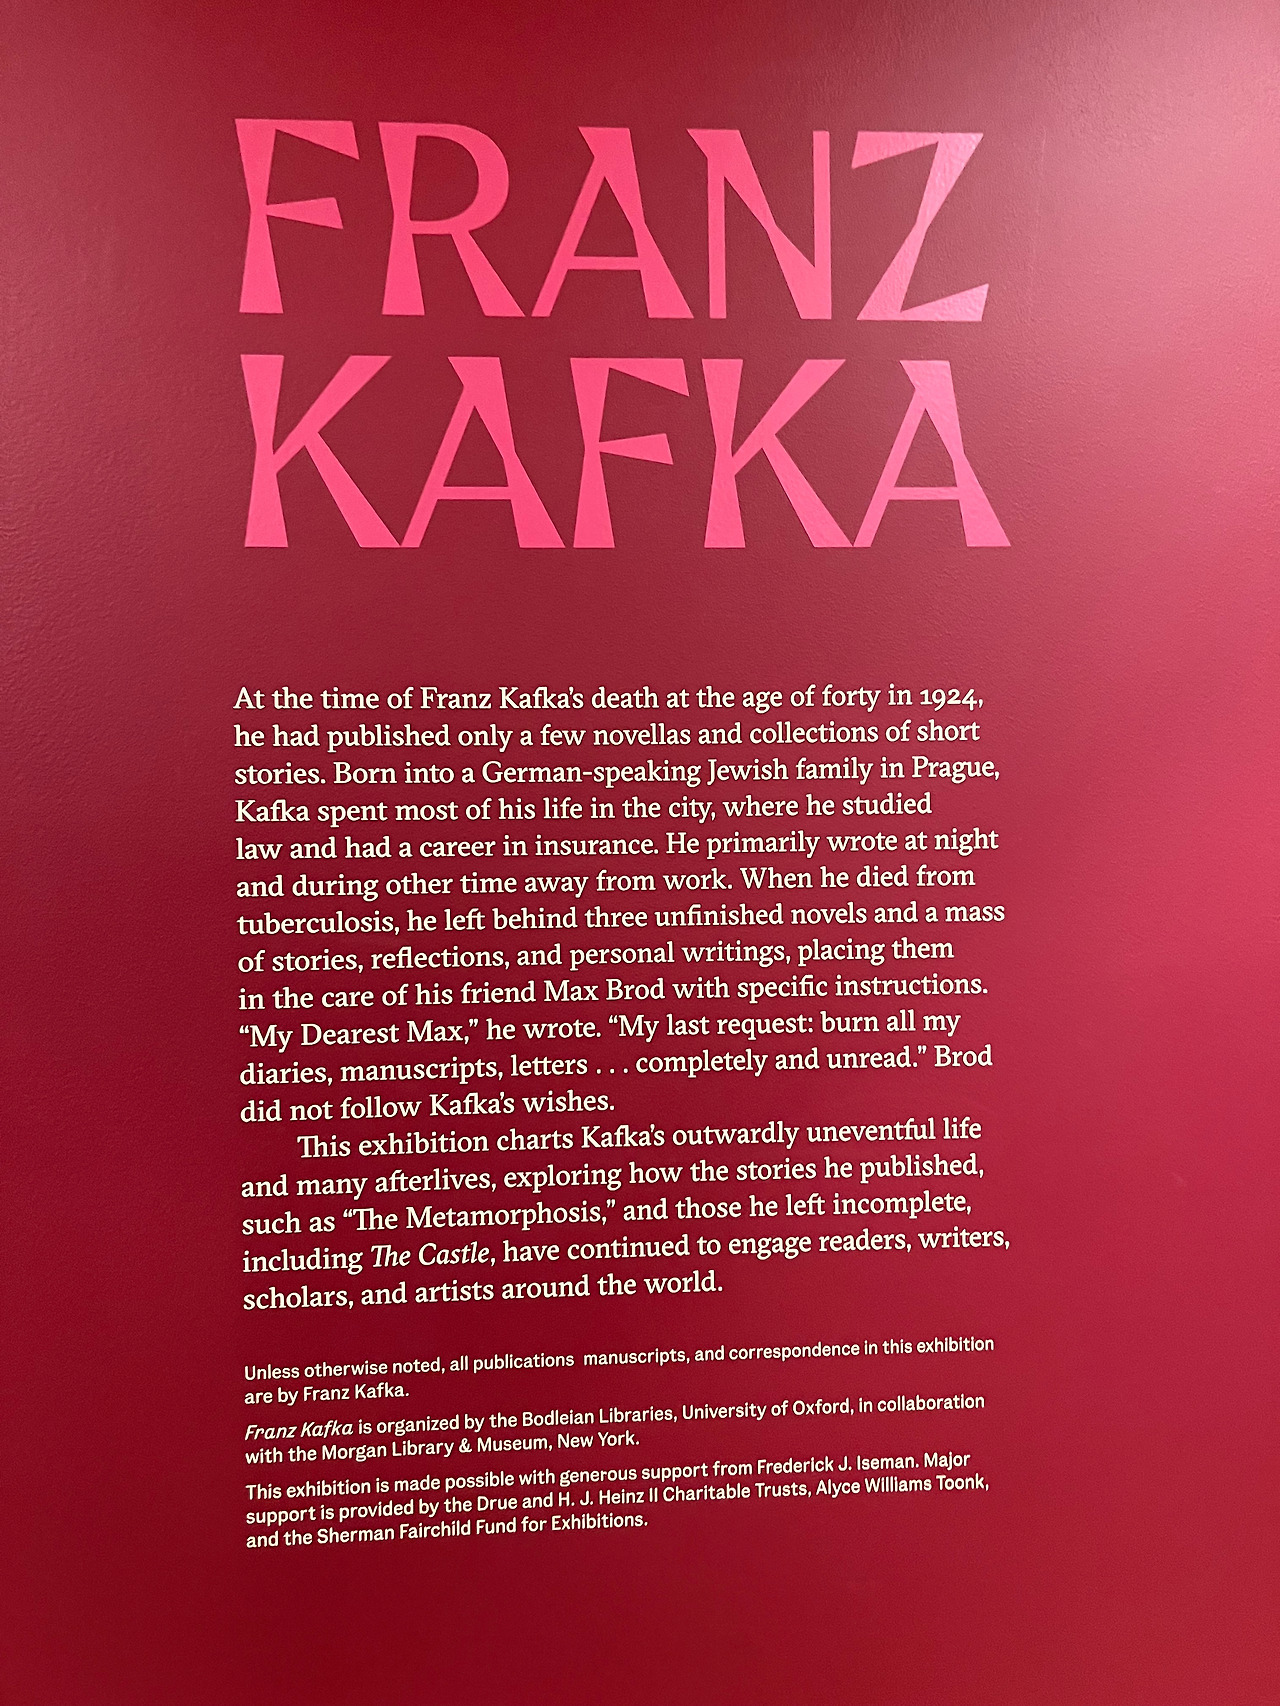 FRANZ
KAFKA
At the time of Franz Kafka’s death at the age of forty in 1924,
he had published only a few novellas and collections of short
stories. Born into a German-speaking Jewish family in Prague,
Kafka spent most of his life in the city, where he studied
law and had a career in insurance. He primarily wrote at night
and during other time away from work. When he died from
tuberculosis, he left behind three unfinished novels and a mass
of stories, reflections, and personal writings, placing them
in the care of his friend Max Brod with specific instructions.
“My Dearest Max,” he wrote. “My last request: burn all my
diaries, manuscripts, letters . . . completely and unread.” Brod
did not follow Kafka’s wishes.
This exhibition charts Kafka’s outwardly uneventful life
and many afterlives, exploring how the stories he published,
such as “The Metamorphosis,” and those he left incomplete,
including The Castle, have continued to engage readers, writers,
scholars, and artists around the world.
Unless otherwise noted, all publications  manuscripts, and correspondence in this exhibition
are by Franz Kafka.
Franz Kafka is organized by the Bodleian Libraries, University of Oxford, in collaboration
with the Morgan Library & Museum, New York.
This exhibition is made possible with generous support from Frederick J. Iseman. Major
support is provided by the Drue and H. J. Heinz II Charitable Trusts, Alyce Williams Toonk,
and the Sherman Fairchild Fund for Exhibitions.